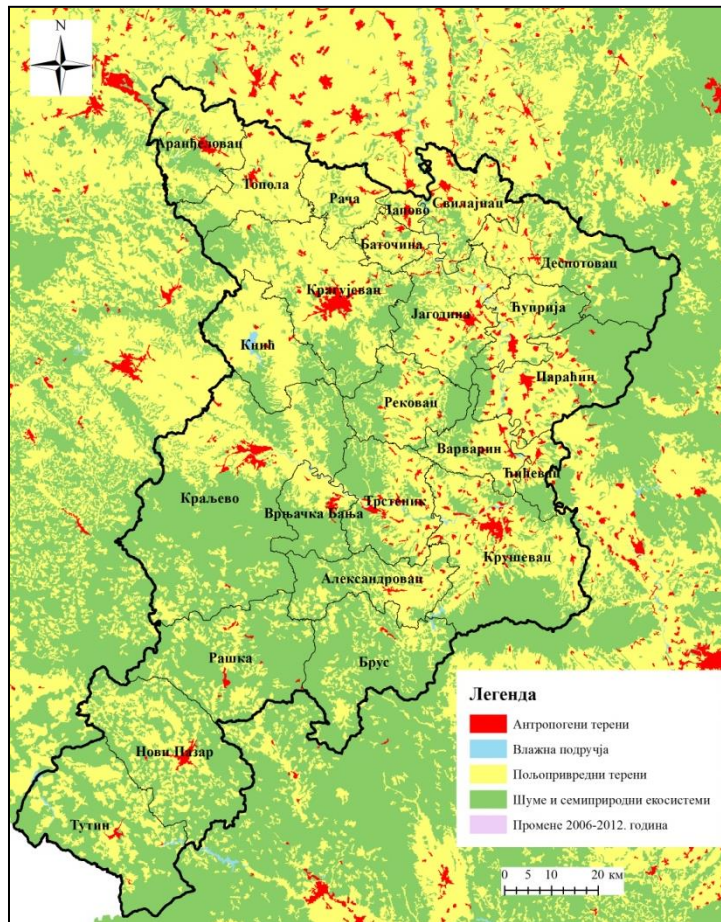 N
Аранђеловац
Топола
Рача
Лапово
Свилајнац
Баточина
Деспотовац
Крагујевац
Јагодина
Ћуприја
Кнић
Параћин
Рековац
Варварин
Ћићевац
Краљево
Врњачка Бања
Трстеник
Крушевац
Александровац
Рашка
Брус
Нови Пазар
Тутин
Легенда
Антропогени терени
Влажна подручја
Пољопривредни терени
Шуме и семиприродни екосистеми
Промене 2006-2012. година
0 5 10 20 км